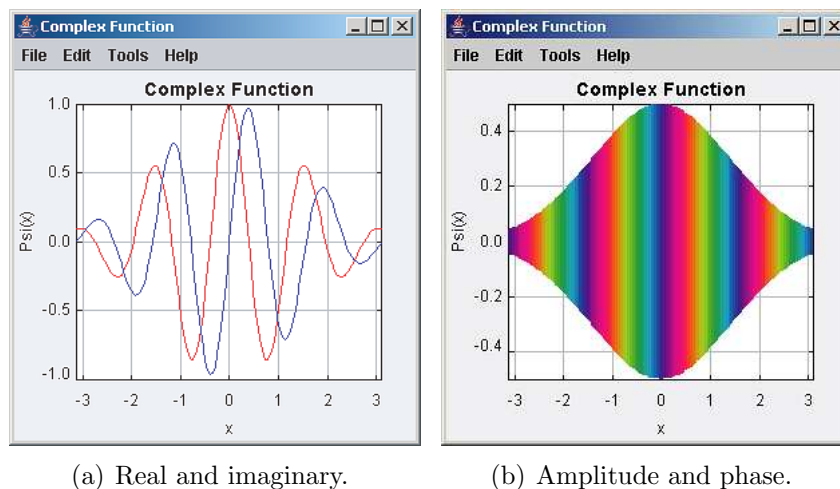 Complex Function
File Edit Tools Help
Complex Function
1.0
0.5
0.0
-0.5
-1.0
Psi(x)
-3 -2 -1 0 1 2 3
x
(a) Real and imaginary.
Complex Function
File Edit Tools Help
Complex Function
0.4
0.2
0.0
-0.2
-0.4
Psi(x)
-3 -2 -1 0 1 2 3
x
(b) Amplitude and phase.